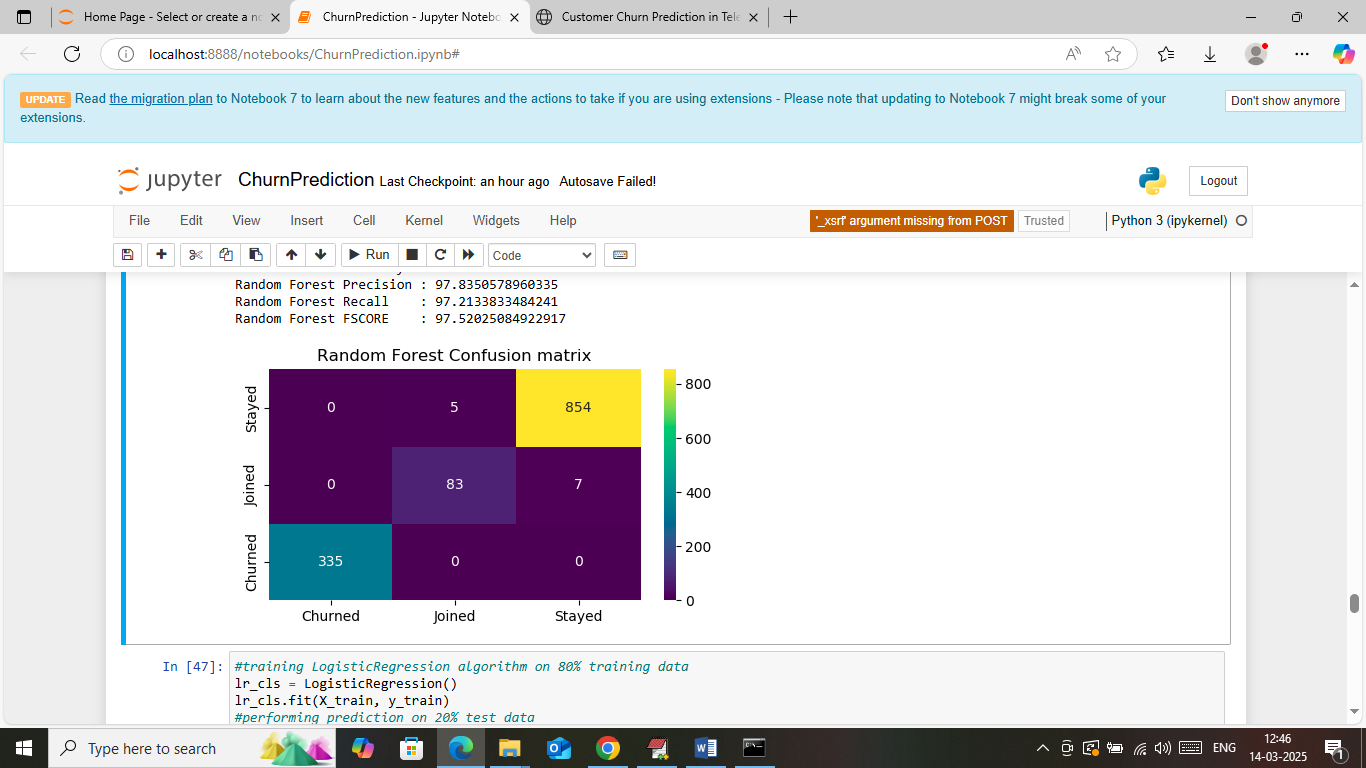 Home Page - Select or create a no
ChurnPrediction - Jupyter Notebo
Customer Churn Prediction in Tele
localhost:8888/notebooks/ChurnPrediction.ipynb#
UPDATE Read the migration plan to Notebook 7 to learn about the new features and the actions to take if you are using extensions - Please note that updating to Notebook 7 might break some of your
extensions.
Don't show anymore
jupyter ChurnPrediction Last Checkpoint: an hour ago Autosave Failed!
Logout
File Edit View Insert Cell Kernel Widgets Help
'_xsrf' argument missing from POST
Trusted
Python 3 (ipykernel)
Run
Code
Random Forest Precision : 97.8350578960335
Random Forest Recall : 97.2133833484241
Random Forest FSCORE : 97.52025084922917
Random Forest Confusion matrix
Stayed 0 5 854
Joined 0 83 7
Churned 335 0 0
Churned Joined Stayed
800
600
400
200
0
In [47]: #training LogisticRegression algorithm on 80% training data
lr_cls = LogisticRegression()
lr_cls.fit(X_train, y_train)
#performing prediction on 20% test data
Type here to search
ENG
12:46
14-03-2025
1